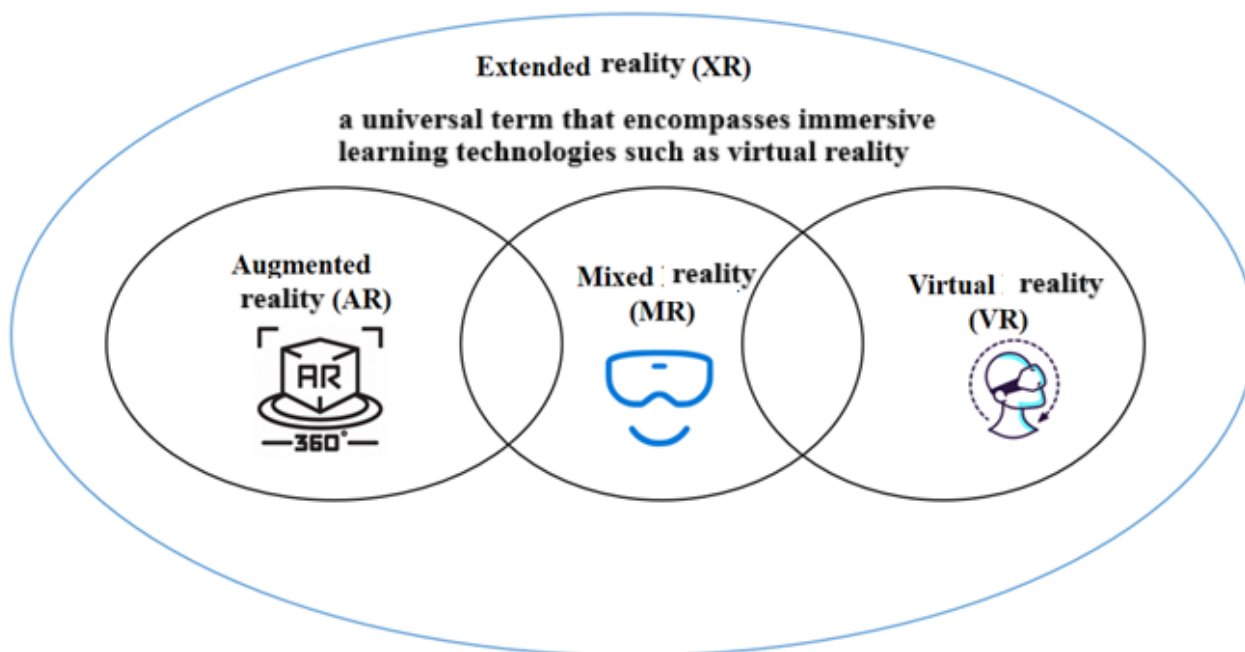 Extended reality (XR)
a universal term that encompasses immersive
learning technologies such as virtual reality
Augmented
reality (AR)
AR
360°
Mixed reality
(MR)
Virtual reality
(VR)